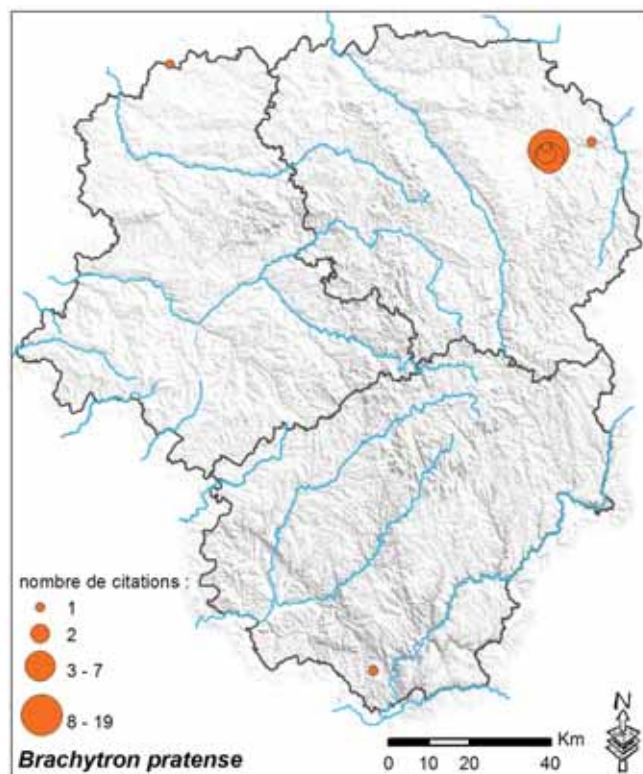 nombre de citations :
1
2
3 - 7
8 - 19
Brachytron pratense
N
Km
0 10 20 40